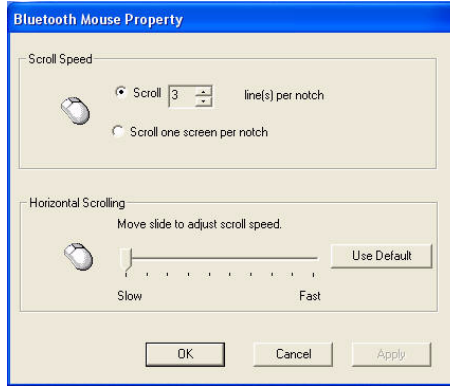 Bluetooth Mouse Property
Scroll Speed
Scroll 3 line(s) per notch
Scroll one screen per notch
Horizontal Scrolling
Move slide to adjust scroll speed.
Use Default
Slow Fast
OK Cancel Apply